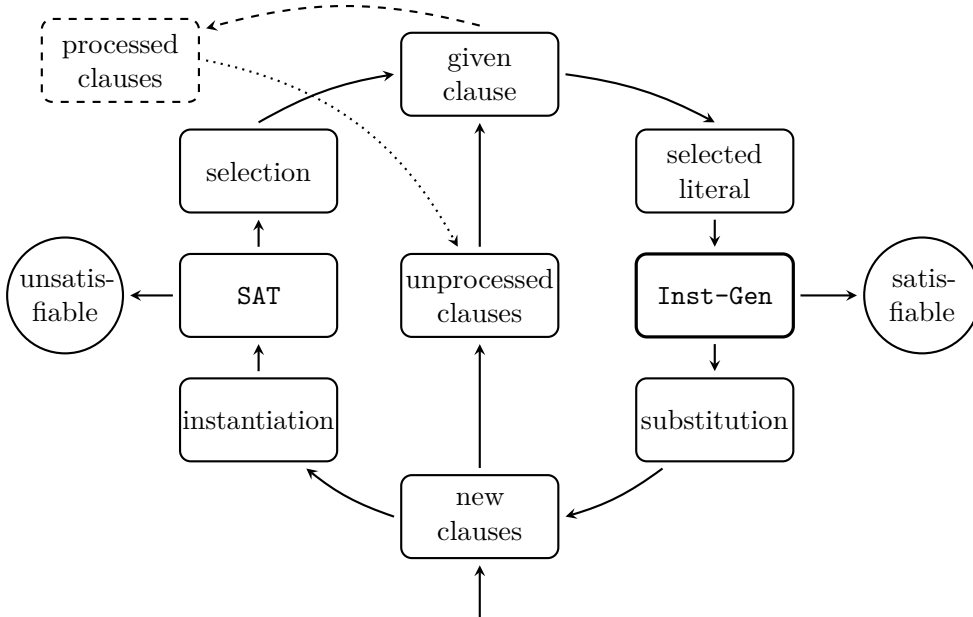 processed
clauses
given
clause
selection
selected
literal
unsatis-
fiable
SAT
unprocessed
clauses
Inst-Gen
satis-
fiable
instantiation
substitution
new
clauses